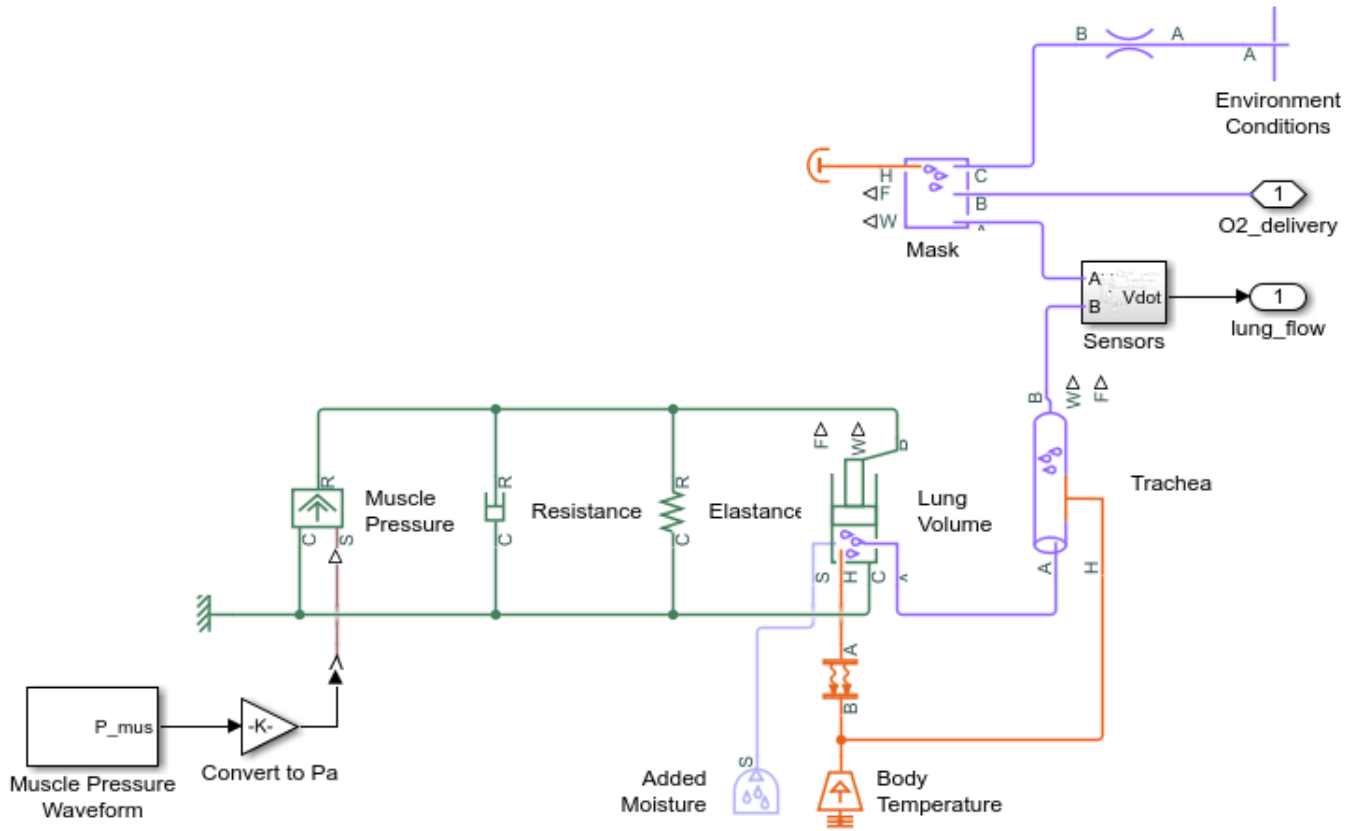 B
A
A
Environment
Conditions
H
C
F
B
1
W
A
O2_delivery
Mask
A
Vdot
1
B
lung_flow
Sensors
B
W
F
F
W
R
R
R
Muscle
Pressure
Resistance
Elastance
Lung
Volume
Trachea
C
S
C
C
S
H
C
A
A
H
A
B
P_mus
-K-
Muscle Pressure
Waveform
Convert to Pa
S
Added
Moisture
Body
Temperature